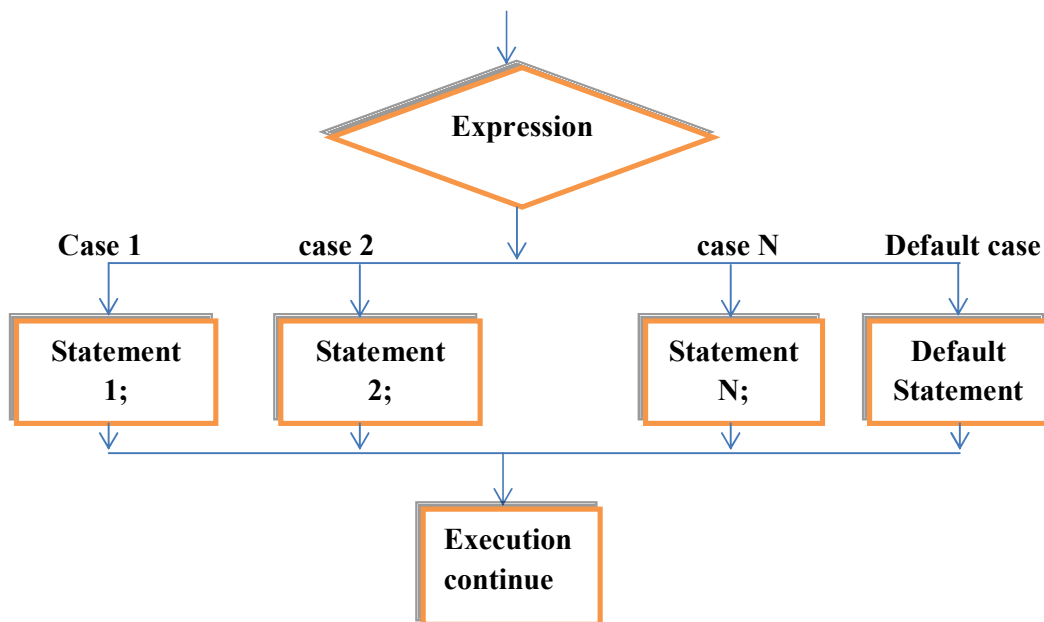 Expression
Case 1
case 2
case N
Default case
Statement
1;
Statement
2;
Statement
N;
Default
Statement
Execution
continue